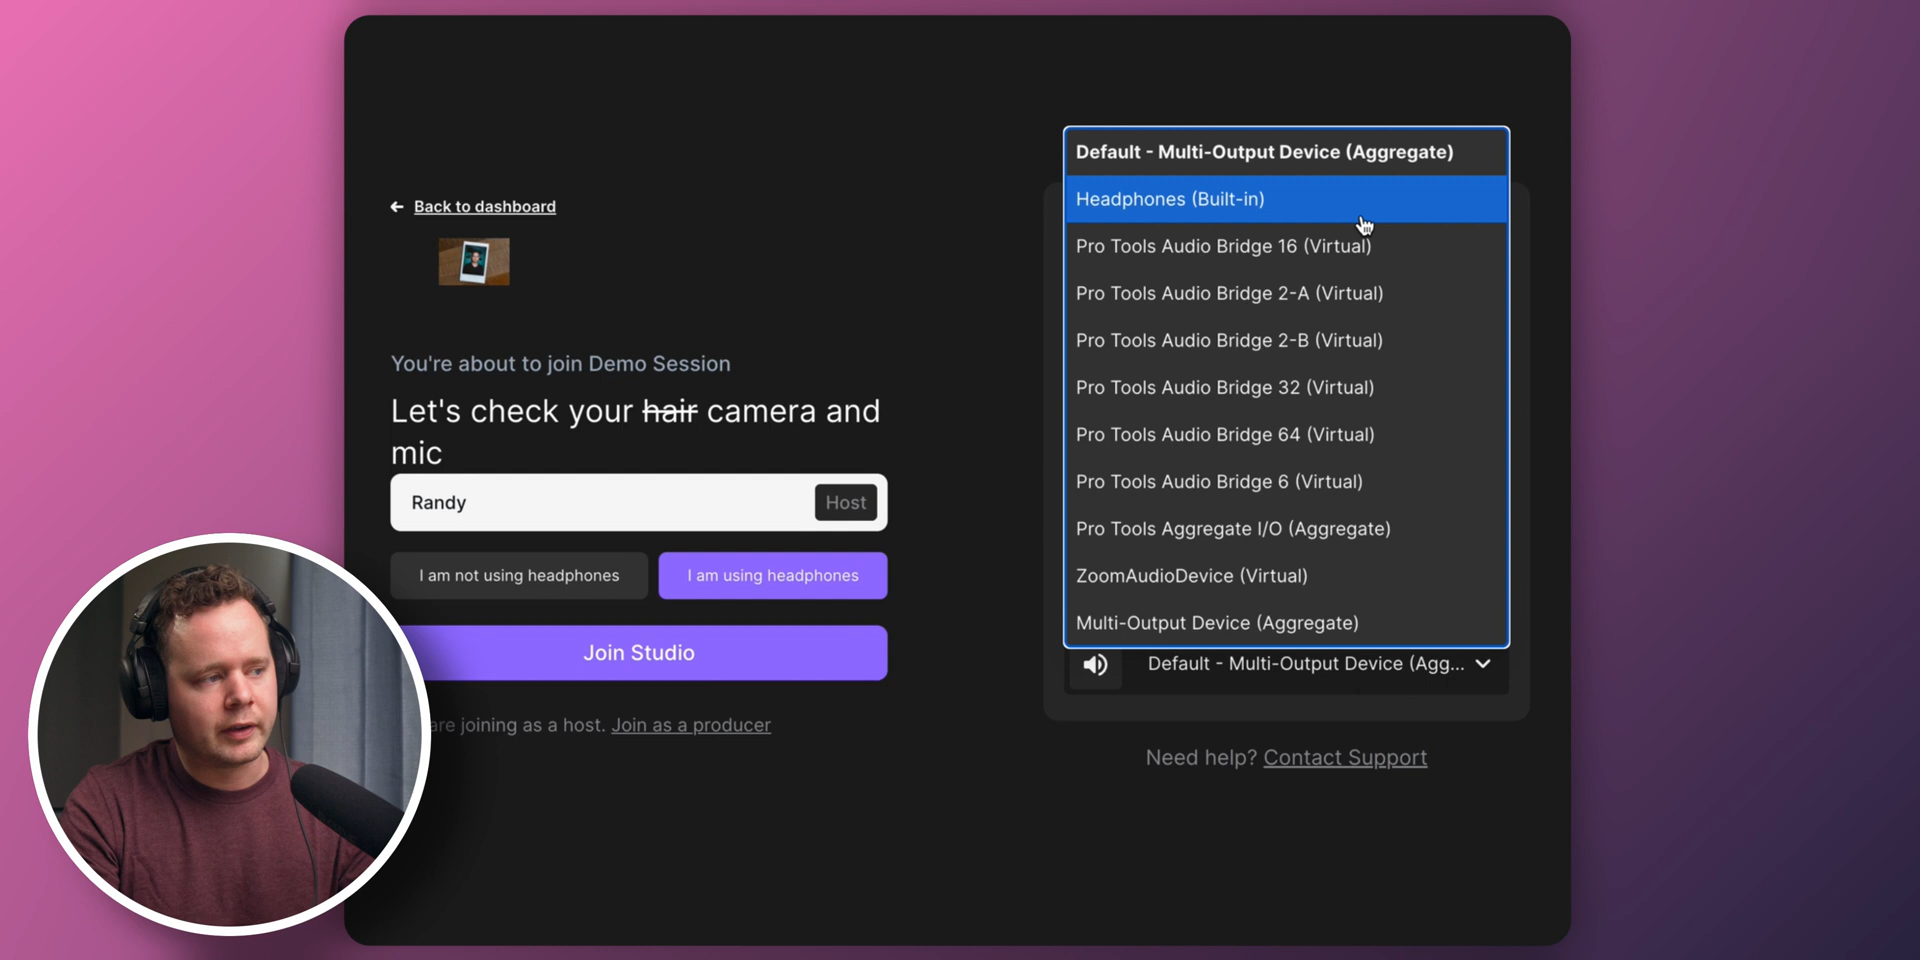 Back to dashboard
You're about to join Demo Session
Let's check your hair camera and
mic
Randy
Host
I am not using headphones
I am using headphones
Join Studio
are joining as a host. Join as a producer
Default - Multi-Output Device (Aggregate)
Headphones (Built-in)
Pro Tools Audio Bridge 16 (Virtual)
Pro Tools Audio Bridge 2-A (Virtual)
Pro Tools Audio Bridge 2-B (Virtual)
Pro Tools Audio Bridge 32 (Virtual)
Pro Tools Audio Bridge 64 (Virtual)
Pro Tools Audio Bridge 6 (Virtual)
Pro Tools Aggregate I/O (Aggregate)
ZoomAudioDevice (Virtual)
Multi-Output Device (Aggregate)
Default - Multi-Output Device (Agg...
Need help? Contact Support